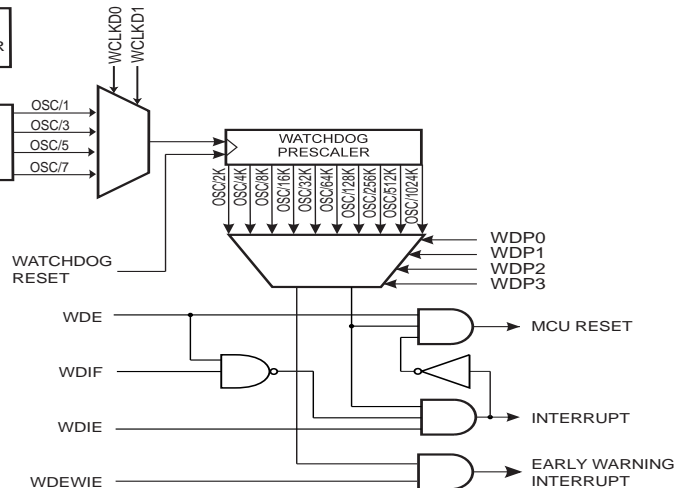 R
WCLKD0
WCLKD1
OSC/1
OSC/3
OSC/5
OSC/7
WATCHDOG
PRESCALER
OSC/2K
OSC/4K
OSC/8K
OSC/16K
OSC/32K
OSC/64K
OSC/128K
OSC/256K
OSC/512K
OSC/1024K
WDP0
WDP1
WDP2
WDP3
WATCHDOG
RESET
WDE
MCU RESET
WDIF
INTERRUPT
WDIE
EARLY WARNING
INTERRUPT
WDEWIE